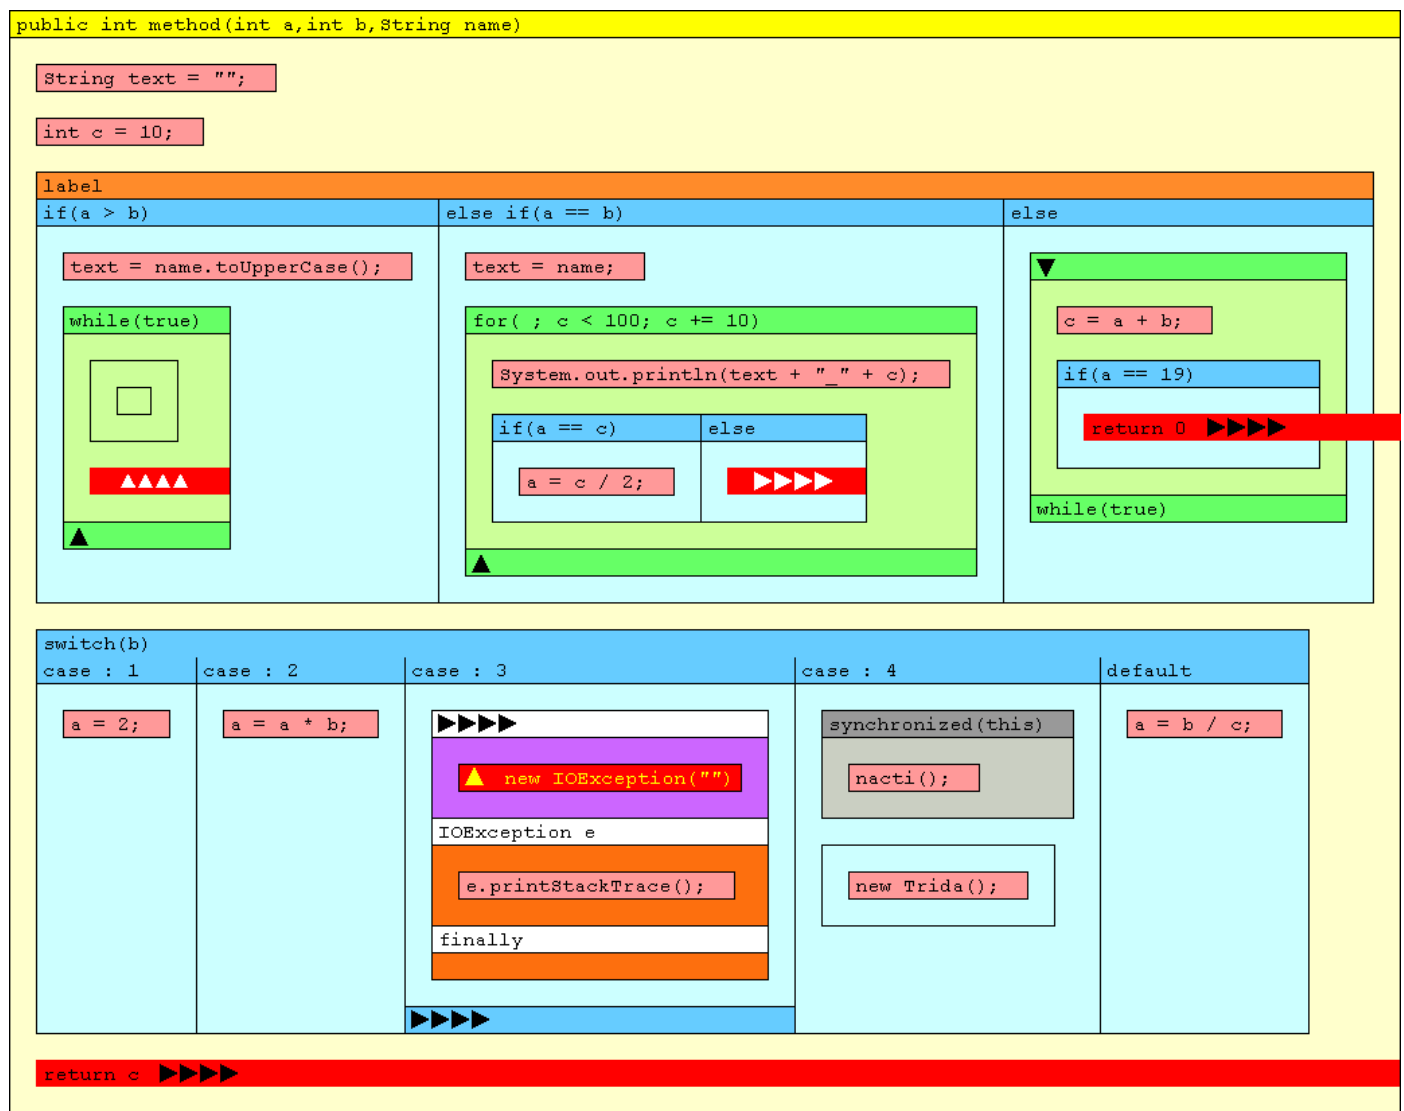 public int method(int a,int b,String name)
String text = "";
int c = 10;
label
if(a > b)
else if(a == b)
else
text = name.toUpperCase();
text = name;
while(true)
for( ; c < 100; c += 10)
c = a + b;
System.out.println(text + "_" + c);
if(a == 19)
if(a == c)
else
return 0
a = c / 2;
while(true)
switch(b)
case : 1
case : 2
case : 3
case : 4
default
a = 2;
a = a * b;
synchronized(this)
a = b / c;
new IOException("")
nacti();
IOException e
e.printStackTrace();
new Trida();
finally
return c